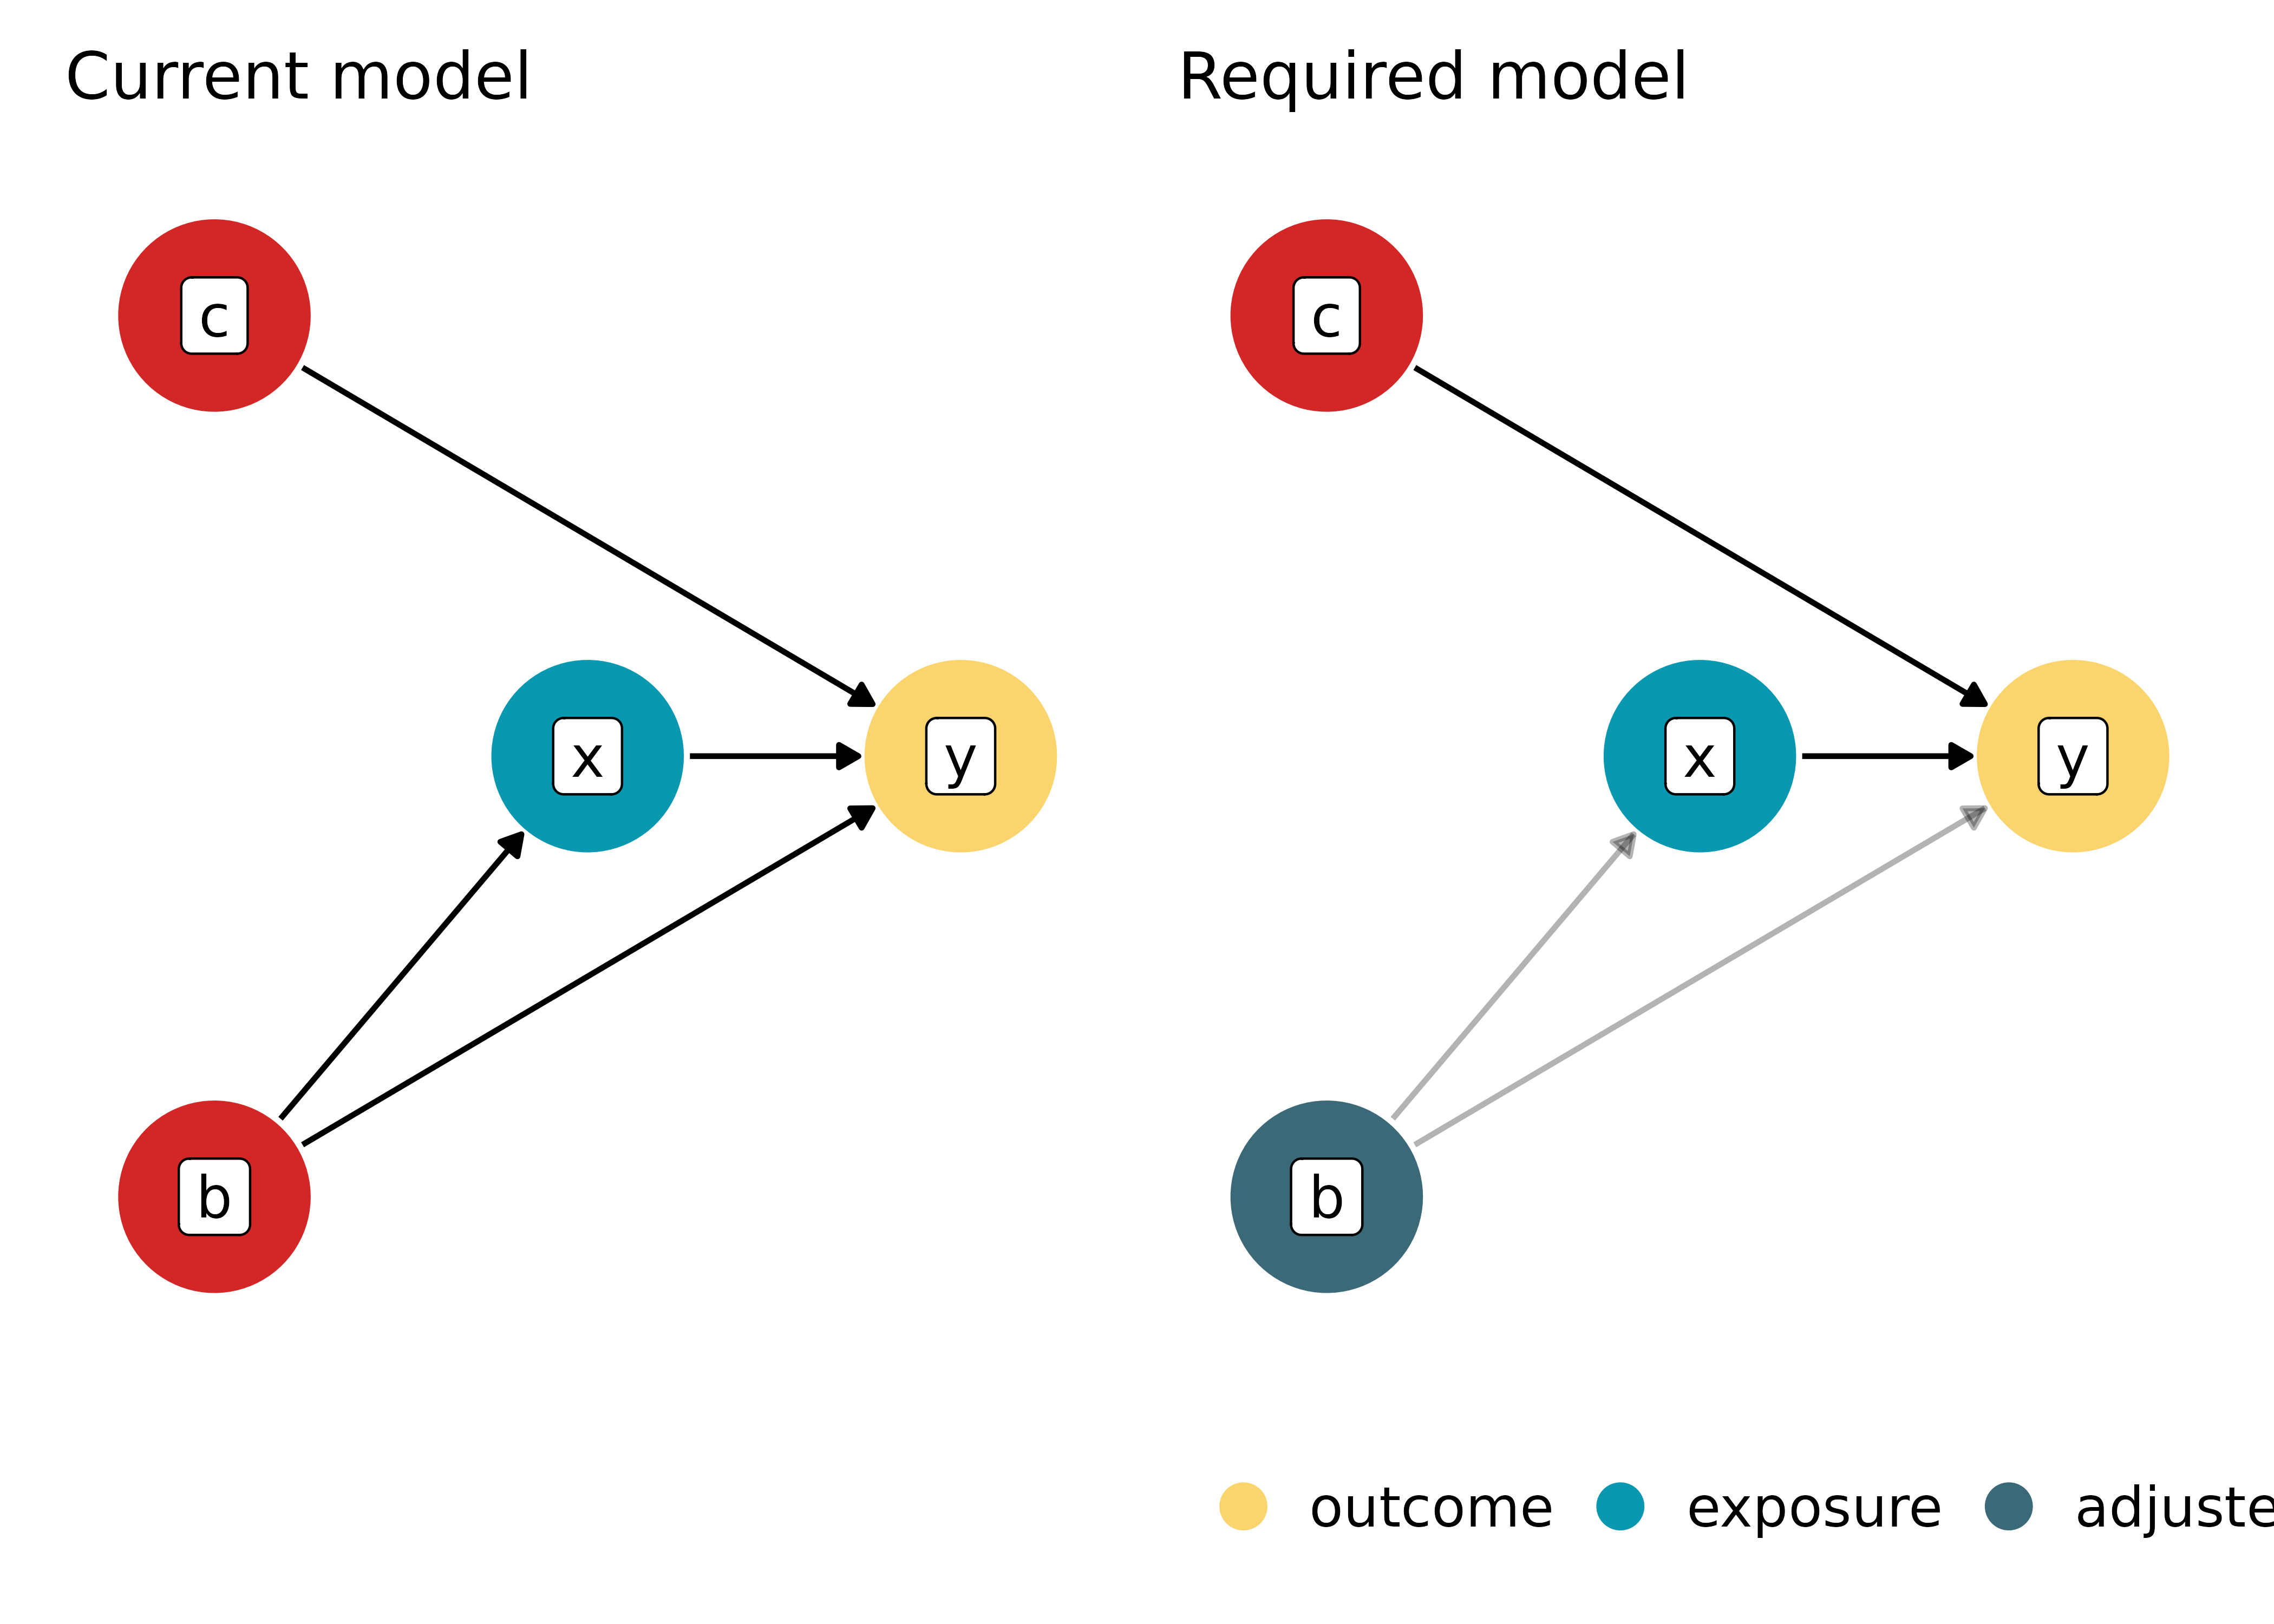 Current model
Required model
c
c
x
y
x
y
b
b
outcome
exposure
adjuste